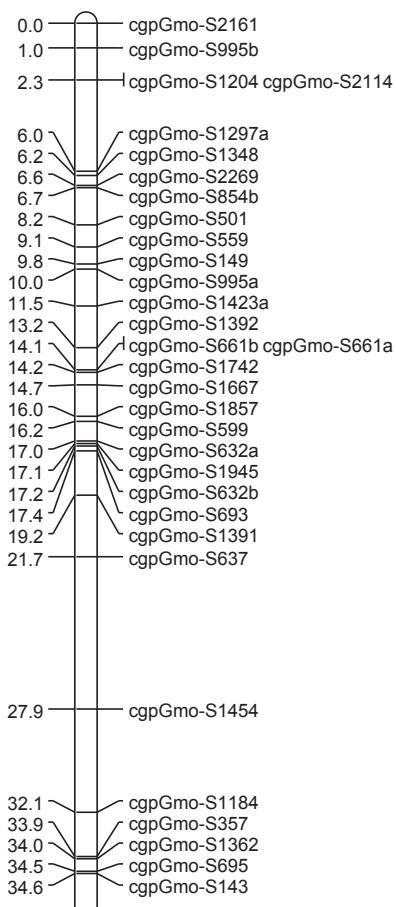 0.0 cgpGmo-S2161
1.0 cgpGmo-S995b
2.3 cgpGmo-S1204 cgpGmo-S2114
6.0 cgpGmo-S1297a
6.2 cgpGmo-S1348
6.6 cgpGmo-S2269
6.7 cgpGmo-S854b
8.2 cgpGmo-S501
9.1 cgpGmo-S559
9.8 cgpGmo-S149
10.0 cgpGmo-S995a
11.5 cgpGmo-S1423a
13.2 cgpGmo-S1392
14.1 cgpGmo-S661b cgpGmo-S661a
14.2 cgpGmo-S1742
14.7 cgpGmo-S1667
16.0 cgpGmo-S1857
16.2 cgpGmo-S599
17.0 cgpGmo-S632a
17.1 cgpGmo-S1945
17.2 cgpGmo-S632b
17.4 cgpGmo-S693
19.2 cgpGmo-S1391
21.7 cgpGmo-S637
27.9 cgpGmo-S1454
32.1 cgpGmo-S1184
33.9 cgpGmo-S357
34.0 cgpGmo-S1362
34.5 cgpGmo-S695
34.6 cgpGmo-S143